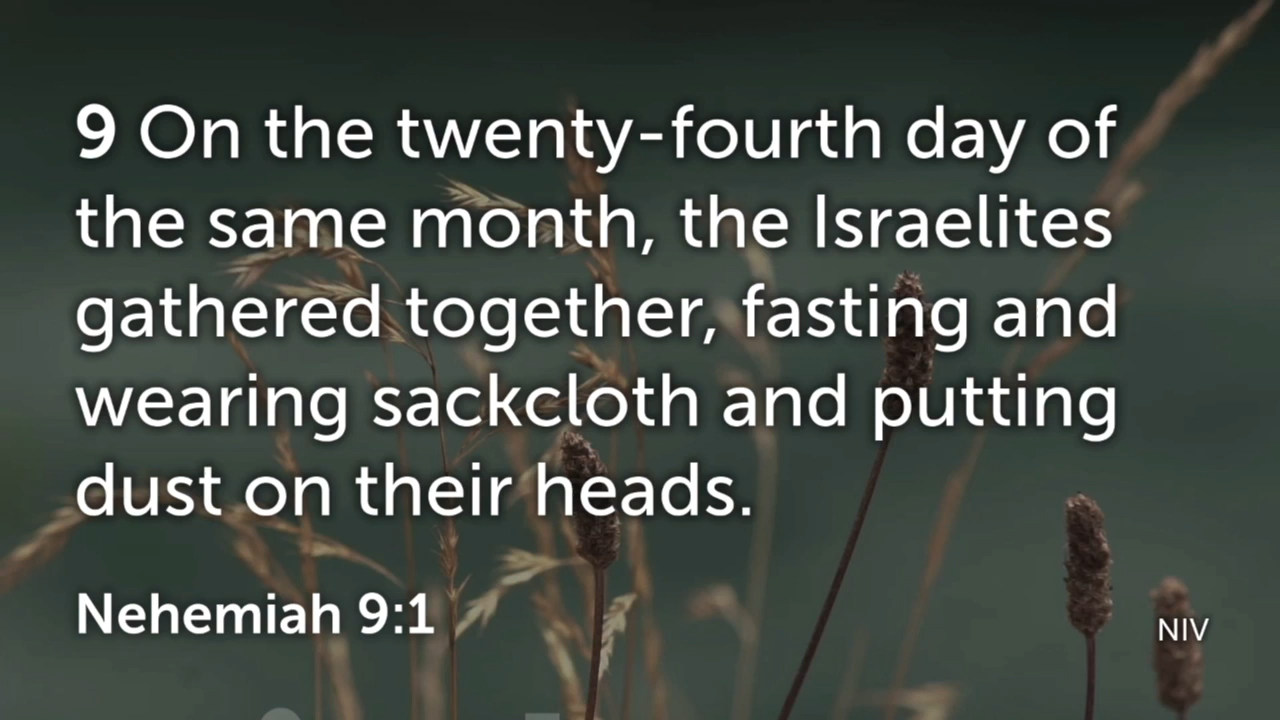 9 On the twenty-fourth day of
the same month, the Israelites
gathered together, fasting and
wearing sackcloth and putting
dust on their heads.
Nehemiah 9:1
NIV